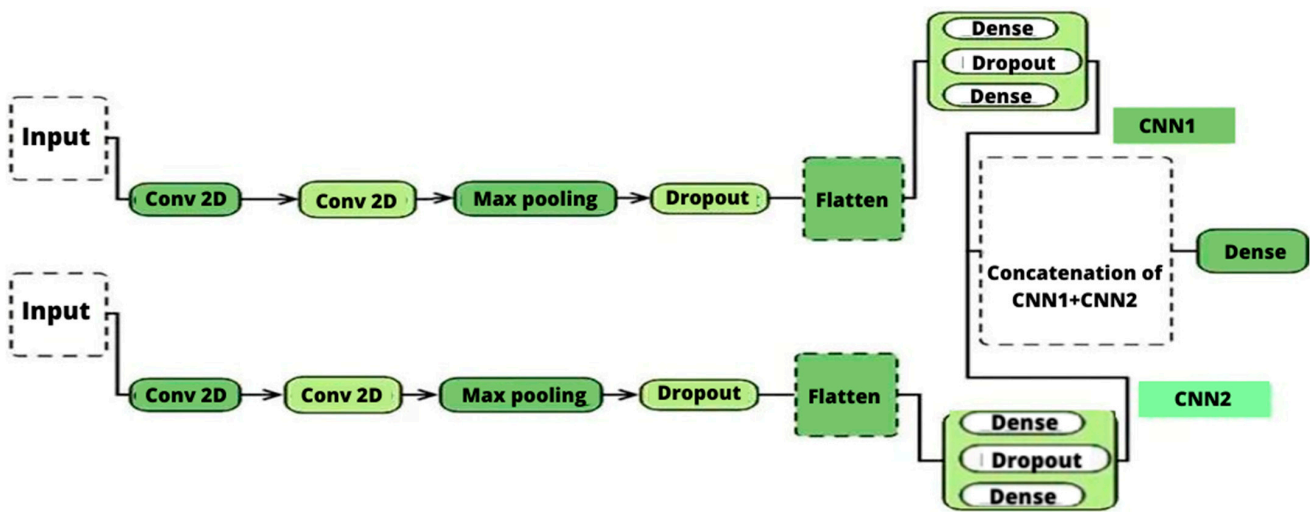 Input
Conv 2D
Conv 2D
Max pooling
Dropout
Flatten
Dense
Dropout
Dense
CNN1
Concatenation of
CNN1+CNN2
Dense
Input
Conv 2D
Conv 2D
Max pooling
Dropout
Flatten
Dense
Dropout
Dense
CNN2